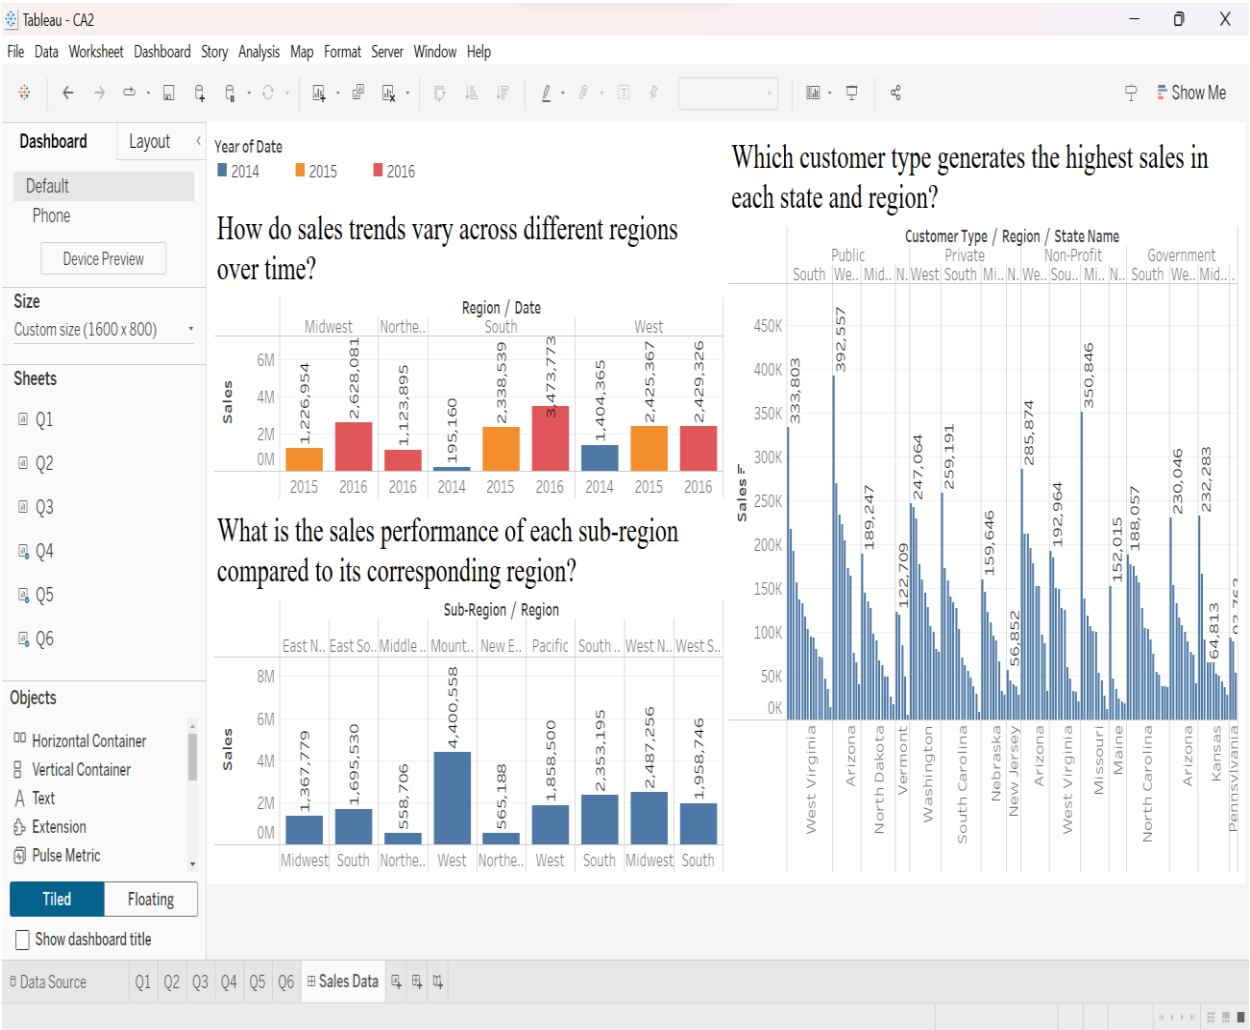 Tableau - CA2
File Data Worksheet Dashboard Story Analysis Map Format Server Window Help
Show Me
Dashboard Layout
Default
Phone
Device Preview
Size
Custom size (1600 x 800)
Sheets
Q1
Q2
Q3
Q4
Q5
Q6
Objects
Horizontal Container
Vertical Container
Text
Extension
Pulse Metric
Tiled Floating
Show dashboard title
Year of Date
2014 2015 2016
How do sales trends vary across different regions
over time?
Region / Date
Midwest Northe.. South West
Sales
6M
4M
2M
0M
1,226,954 2,628,081 1,123,895 195,160 2,338,539 3,473,773 1,404,365 2,425,367 2,429,326
2015 2016 2016 2014 2015 2016 2014 2015 2016
What is the sales performance of each sub-region
compared to its corresponding region?
Sub-Region / Region
East N.. East So.. Middle .. Mount.. New E.. Pacific South .. West N.. West S..
Sales
8M
6M
4M
2M
0M
1,367,779 1,695,530 558,706 4,400,558 565,188 1,858,500 2,353,195 2,487,256 1,958,746
Midwest South Northe.. West Northe.. West South Midwest South
Which customer type generates the highest sales in
each state and region?
Customer Type / Region / State Name
Public Private Non-Profit Government
South We.. Mid.. N. West South Mi.. N. We.. Sou.. Mi.. N.. South We.. Mid.. .
Sales
450K
400K
350K
300K
250K
200K
150K
100K
50K
0K
333,803 392,557 189,247 122,709 247,064 259,191 159,646 56,852 285,874 192,964 350,846 152,015 188,057 230,046 232,283 64,813
West Virginia Arizona North Dakota Vermont Washington South Carolina Nebraska New Jersey Arizona West Virginia Missouri Maine North Carolina Arizona Kansas Pennsylvania
Data Source Q1 Q2 Q3 Q4 Q5 Q6 Sales Data